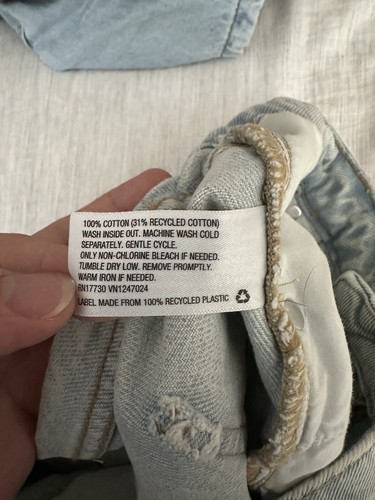 100% COTTON (31% RECYCLED COTTON)
WASH INSIDE OUT. MACHINE WASH COLD
SEPARATELY. GENTLE CYCLE.
ONLY NON-CHLORINE BLEACH IF NEEDED.
TUMBLE DRY LOW. REMOVE PROMPTLY.
WARM IRON IF NEEDED.
RN17730 VN1247024
LABEL MADE FROM 100% RECYCLED PLASTIC